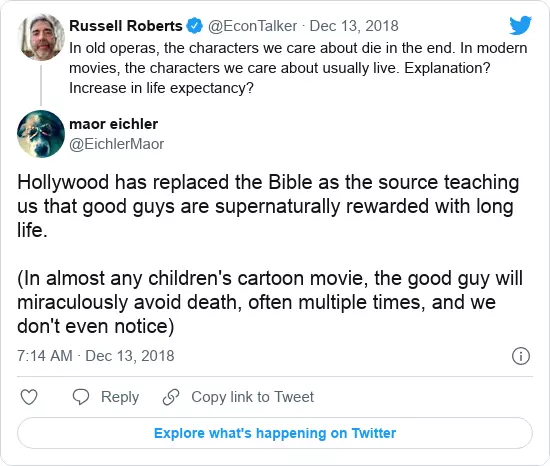 Russell Roberts @EconTalker · Dec 13, 2018
In old operas, the characters we care about die in the end. In modern
movies, the characters we care about usually live. Explanation?
Increase in life expectancy?
maor eichler
@EichlerMaor
Hollywood has replaced the Bible as the source teaching
us that good guys are supernaturally rewarded with long
life.
(In almost any children's cartoon movie, the good guy will
miraculously avoid death, often multiple times, and we
don't even notice)
7:14 AM · Dec 13, 2018
Reply Copy link to Tweet
Explore what's happening on Twitter